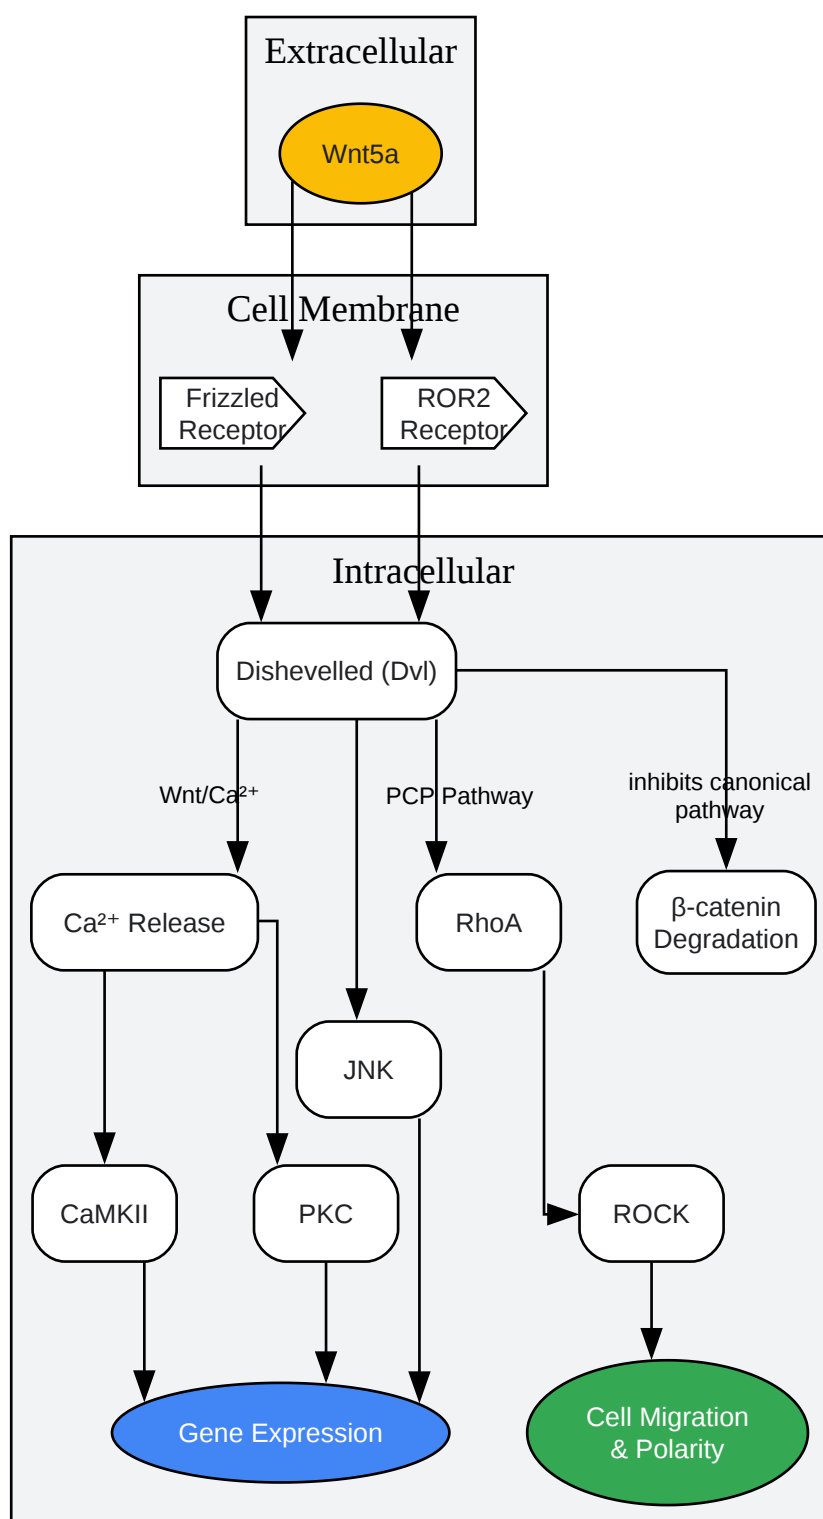 Extracellular
Wnt5a
Cell Membrane
Frizzled
Receptor
ROR2
Receptor
Intracellular
Dishevelled (Dvl)
Wnt/Ca²⁺
PCP Pathway
inhibits canonical
pathway
Ca²⁺ Release
RhoA
β-catenin
Degradation
JNK
CaMKII
PKC
ROCK
Gene Expression
Cell Migration
& Polarity